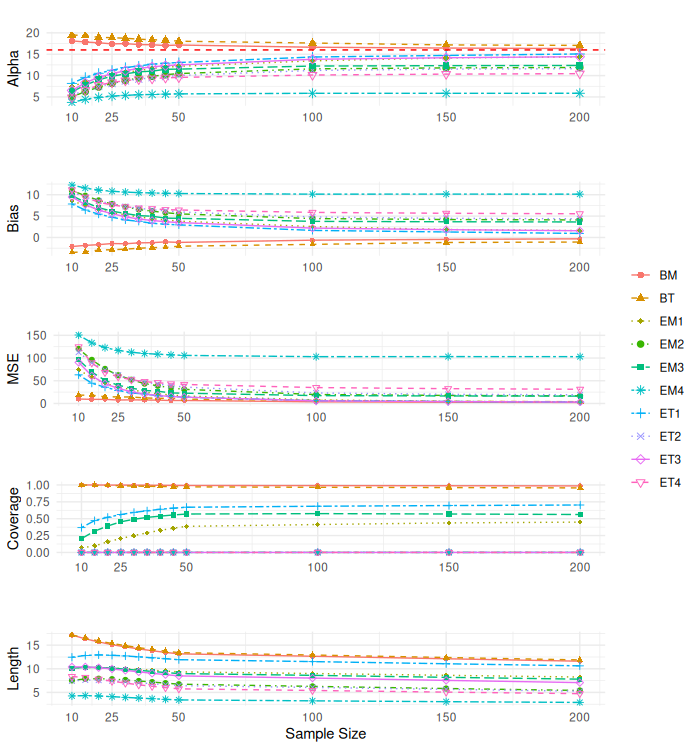 Alpha
20
15
10
5
10 25 50 100 150 200
Bias
10
5
0
10 25 50 100 150 200
MSE
150
100
50
0
10 25 50 100 150 200
Coverage
1.00
0.75
0.50
0.25
0.00
10 25 50 100 150 200
Length
15
10
5
10 25 50 100 150 200
Sample Size
BM
BT
EM1
EM2
EM3
EM4
ET1
ET2
ET3
ET4